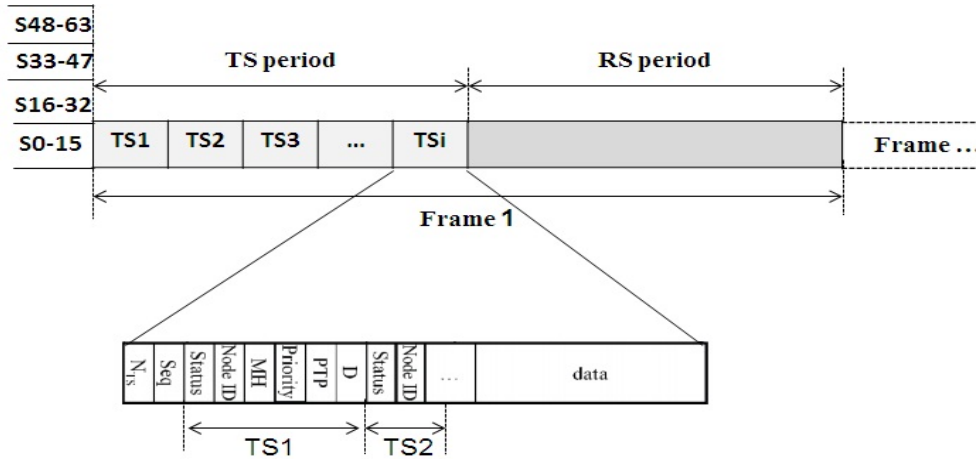 S48-63
S33-47
S16-32
S0-15
TS period
RS period
TS1 TS2 TS3 ... TSi
Frame ...
Frame 1
N_TS Seq Status Node ID MH Priority PTP D Status Node ID ... data
TS1 TS2